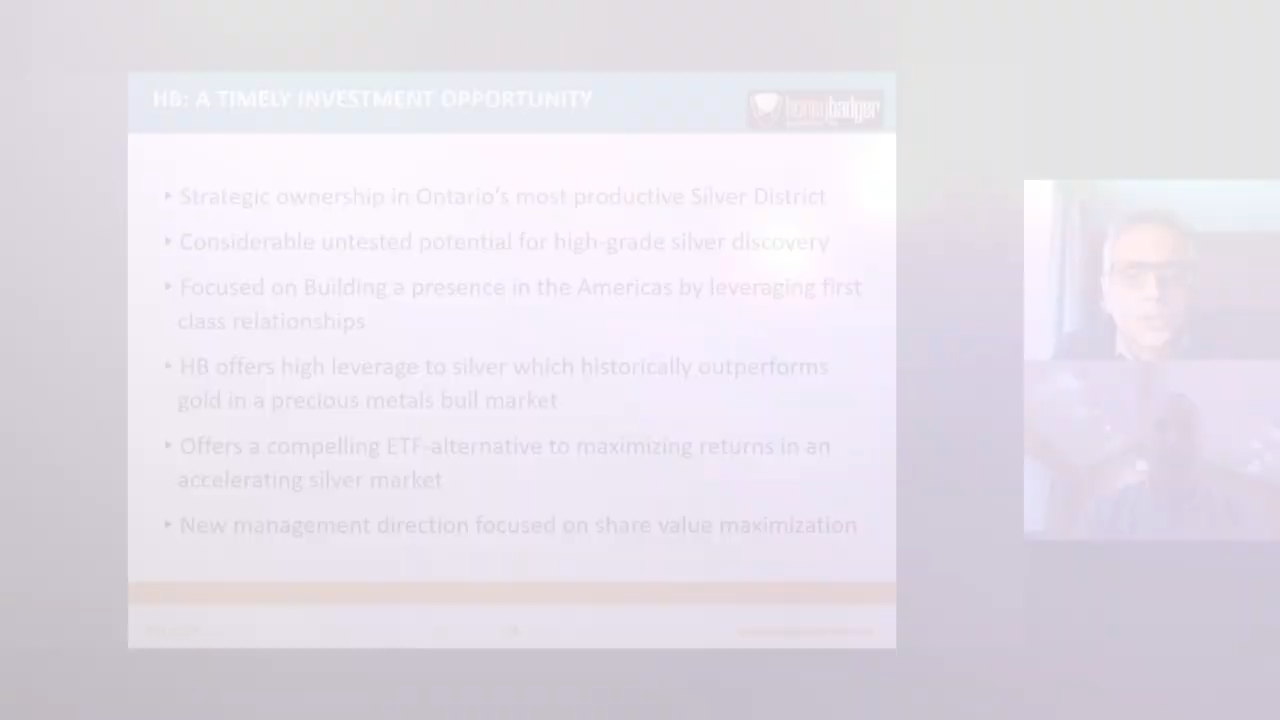 HB: A TIMELY INVESTMENT OPPORTUNITY
honeybadger
‣ Strategic ownership in Ontario's most productive Silver District
‣ Considerable untested potential for high-grade silver discovery
‣ Focused on Building a presence in the Americas by leveraging first
class relationships
‣ HB offers high leverage to silver which historically outperforms
gold in a precious metals bull market
‣ Offers a compelling ETF-alternative to maximizing returns in an
accelerating silver market
‣ New management direction focused on share value maximization